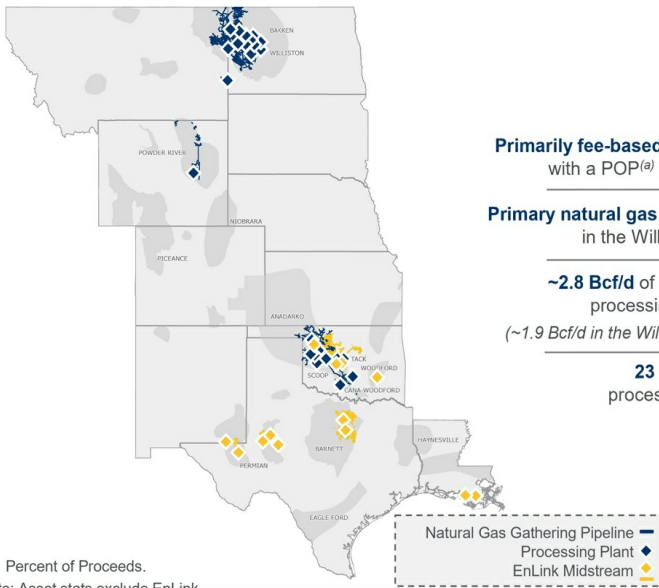 BAKKEN
WILLISTON
POWDER RIVER
NIOBRARA
PICEANCE
ANADARKO
TACK
WOODFORD
SCOOP
CANA-WOODFORD
BARNETT
HAYNESVILLE
PERMIAN
EAGLE FORD
Primarily fee-based
with a POP(a)
Primary natural gas
in the Will
~2.8 Bcf/d of
processi
(~1.9 Bcf/d in the Wil
23
proces
Natural Gas Gathering Pipeline
Processing Plant
EnLink Midstream
Percent of Proceeds.
Asset stats exclude EnLink